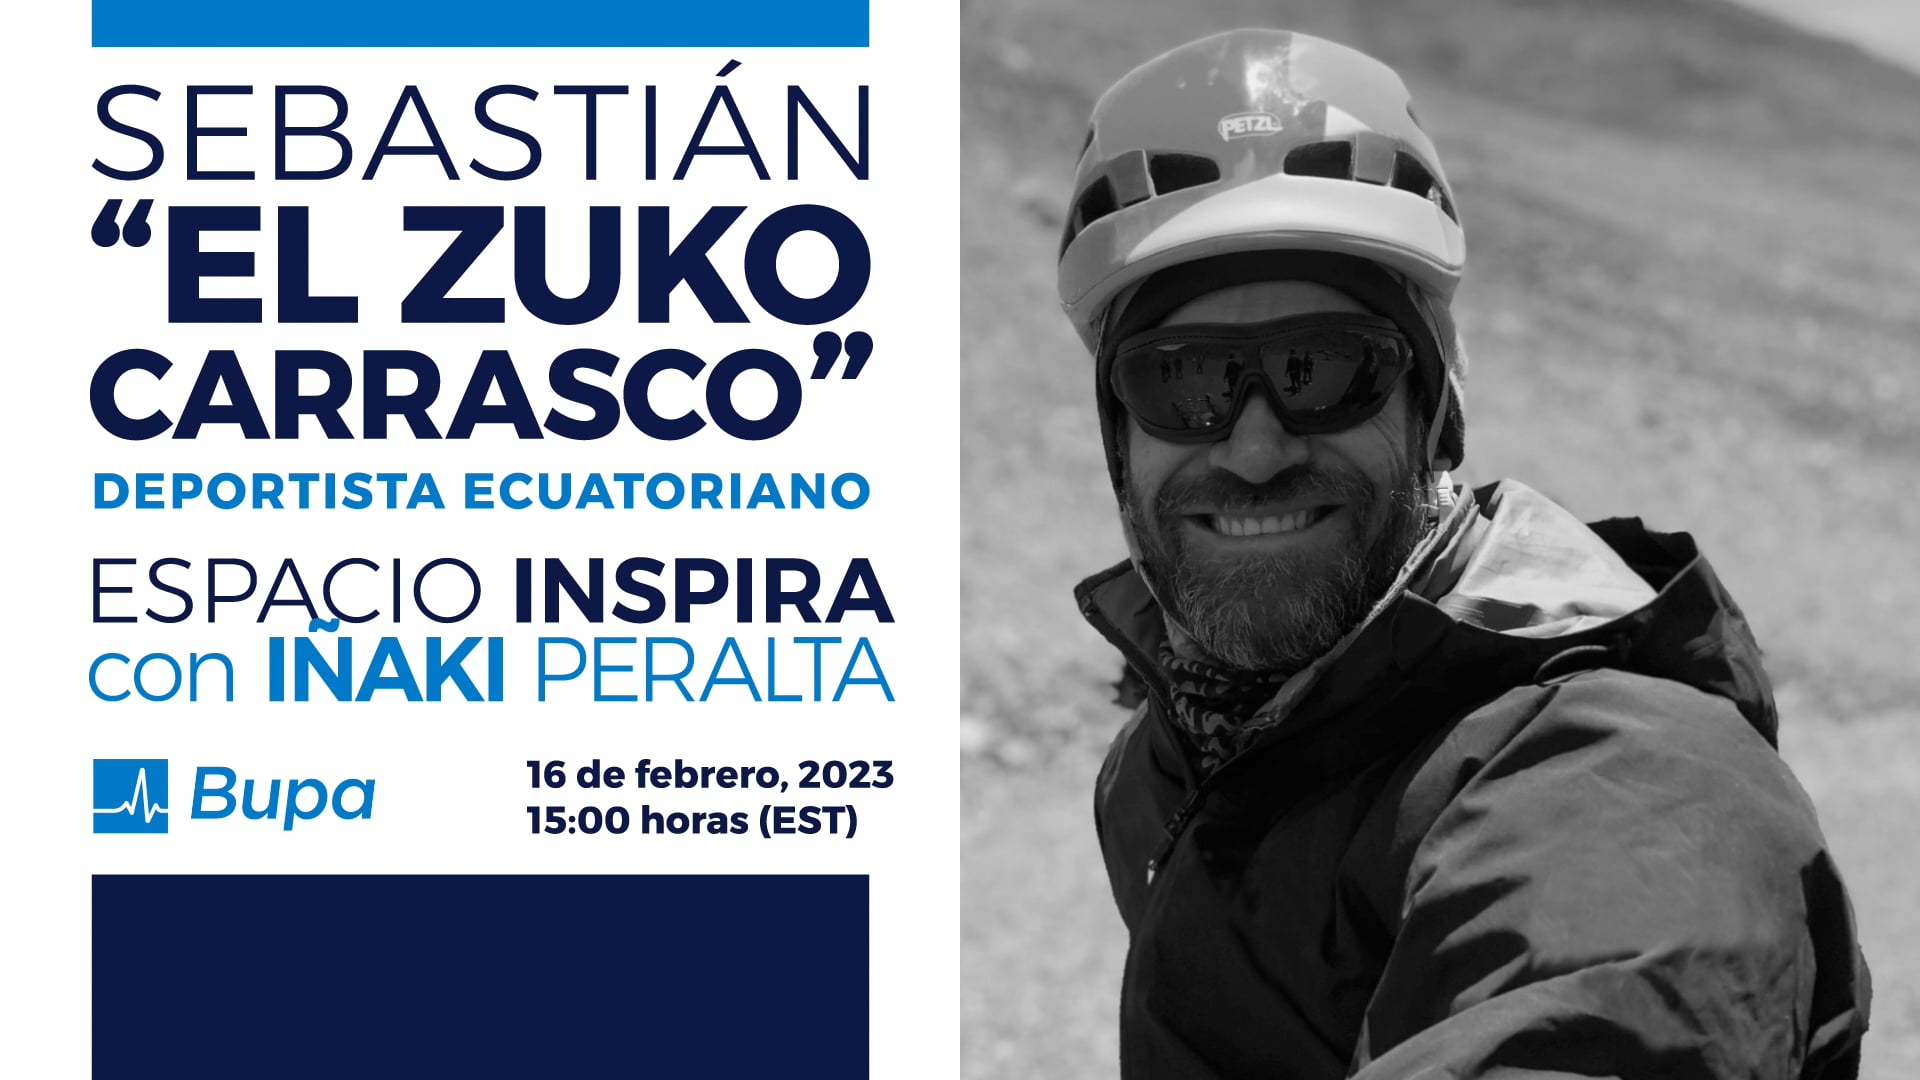 SEBASTIÁN
“EL ZUKO
CARRASCO”
DEPORTISTA ECUATORIANO
ESPACIO INSPIRA
con IÑAKI PERALTA
Bupa
16 de febrero, 2023
15:00 horas (EST)
PETZL